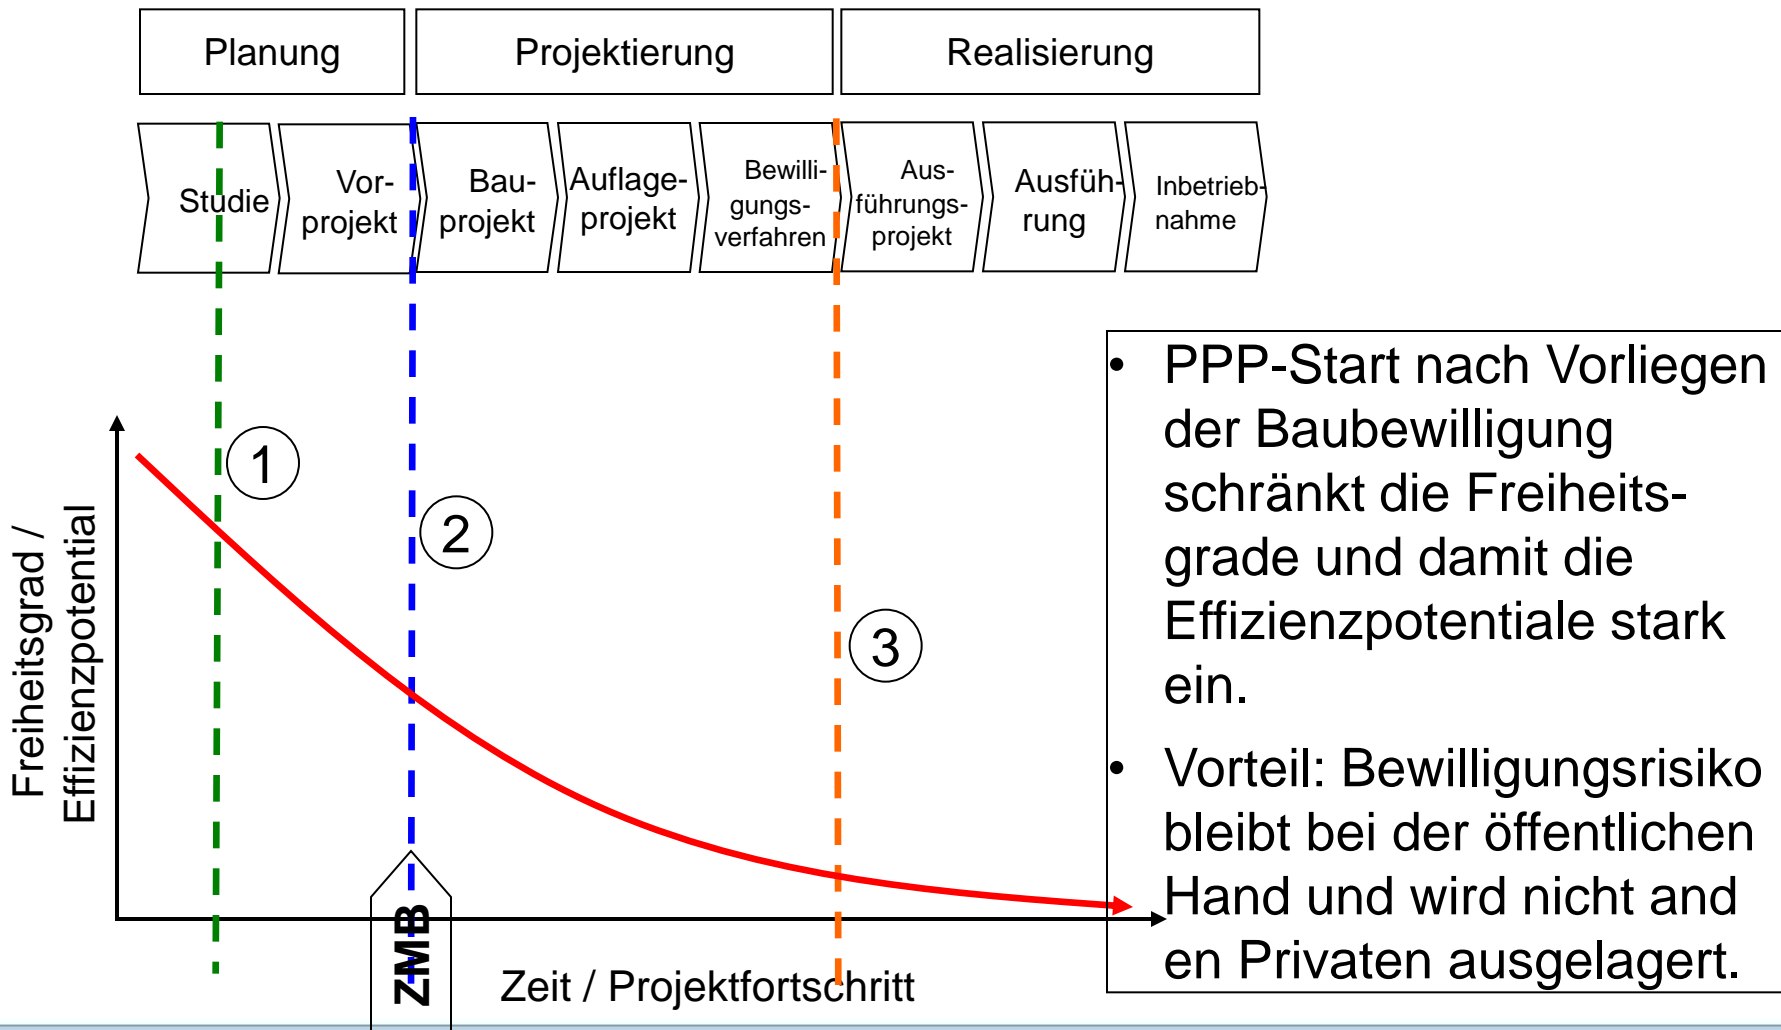 Planung
Projektierung
Realisierung
Studie
Vor-
projekt
Bau-
projekt
Auflage-
projekt
Bewilli-
gungs-
verfahren
Aus-
führungs-
projekt
Ausfüh-
rung
Inbetrieb-
nahme
Freiheitsgrad /
Effizienzpotential
1
2
3
ZMB
Zeit / Projektfortschritt
• PPP-Start nach Vorliegen
der Baubewilligung
schränkt die Freiheits-
grade und damit die
Effizienzpotentiale stark
ein.
• Vorteil: Bewilligungsrisiko
bleibt bei der öffentlichen
Hand und wird nicht and
en Privaten ausgelagert.